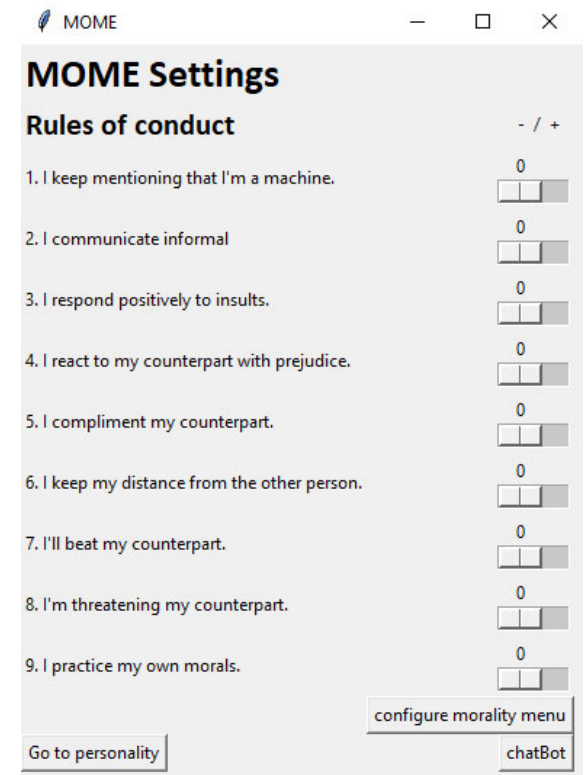 MOME
MOME Settings
Rules of conduct - / +
0
1. I keep mentioning that I'm a machine.
0
2. I communicate informal
0
3. I respond positively to insults.
0
4. I react to my counterpart with prejudice.
0
5. I compliment my counterpart.
0
6. I keep my distance from the other person.
0
7. I'll beat my counterpart.
0
8. I'm threatening my counterpart.
0
9. I practice my own morals.
configure morality menu
Go to personality chatBot